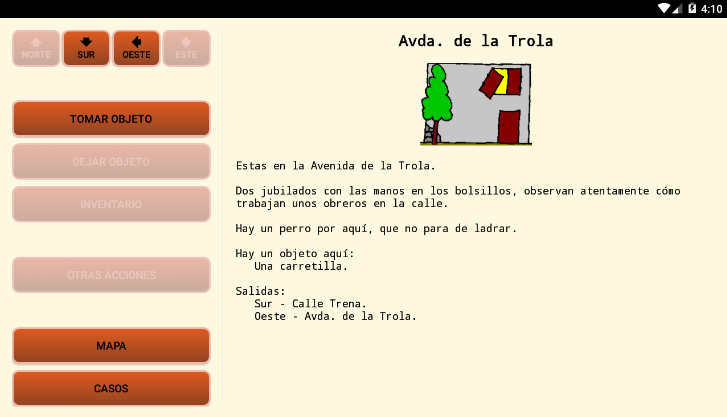 4:10
NORTE
SUR
OESTE
ESTE
TOMAR OBJETO
DEJAR OBJETO
INVENTARIO
OTRAS ACCIONES
MAPA
CASOS
Avda. de la Trola
Estas en la Avenida de la Trola.
Dos jubilados con las manos en los bolsillos, observan atentamente cómo
trabajan unos obreros en la calle.
Hay un perro por aquí, que no para de ladrar.
Hay un objeto aquí:
Una carretilla.
Salidas:
Sur - Calle Trena.
Oeste - Avda. de la Trola.